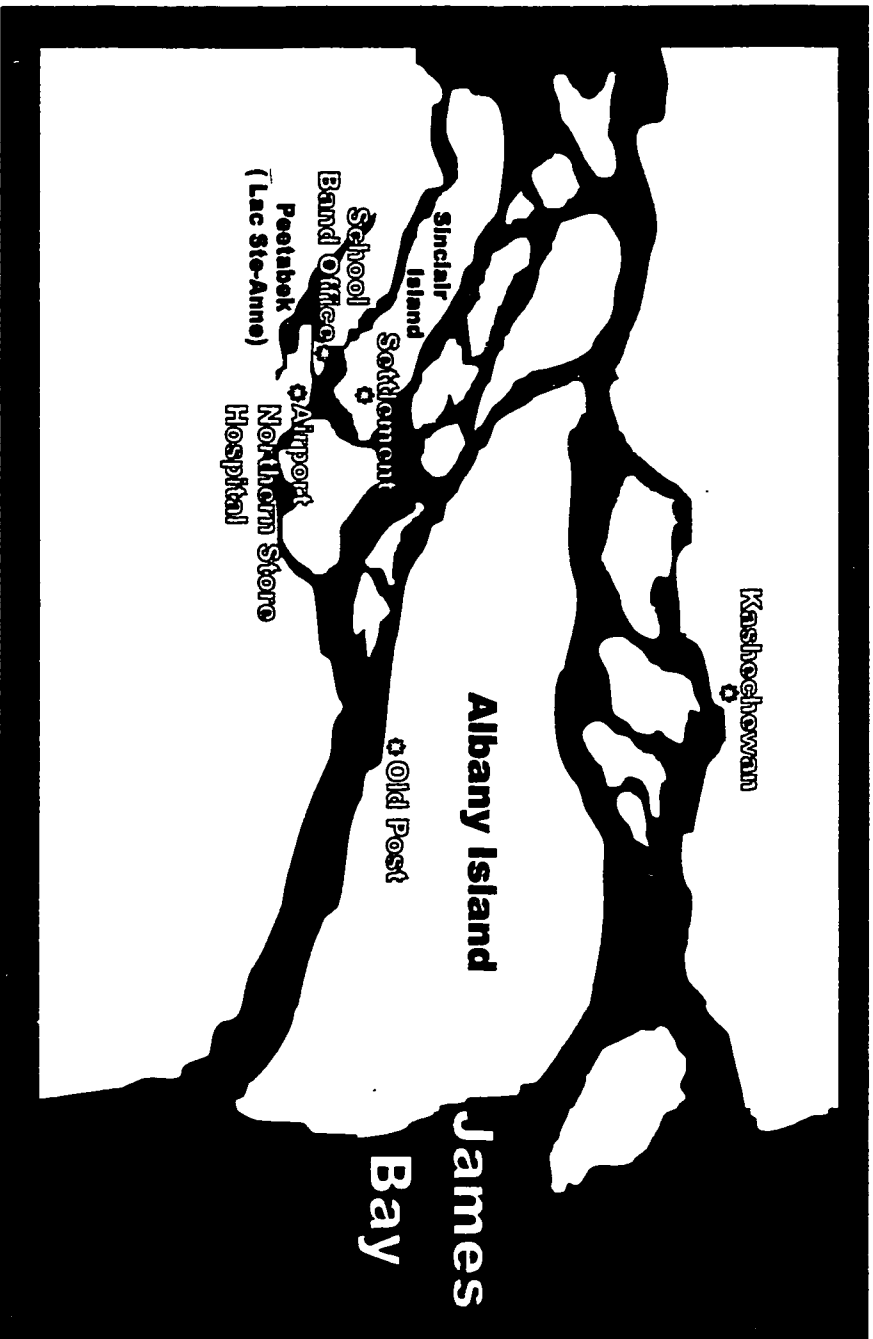 Kashechowan
Albany Island
James
Bay
Sinclair
Island
Settlement
Old Post
School
Band Office
Peetabek
(Lac Ste-Anne)
Airport
Northern Store
Hospital